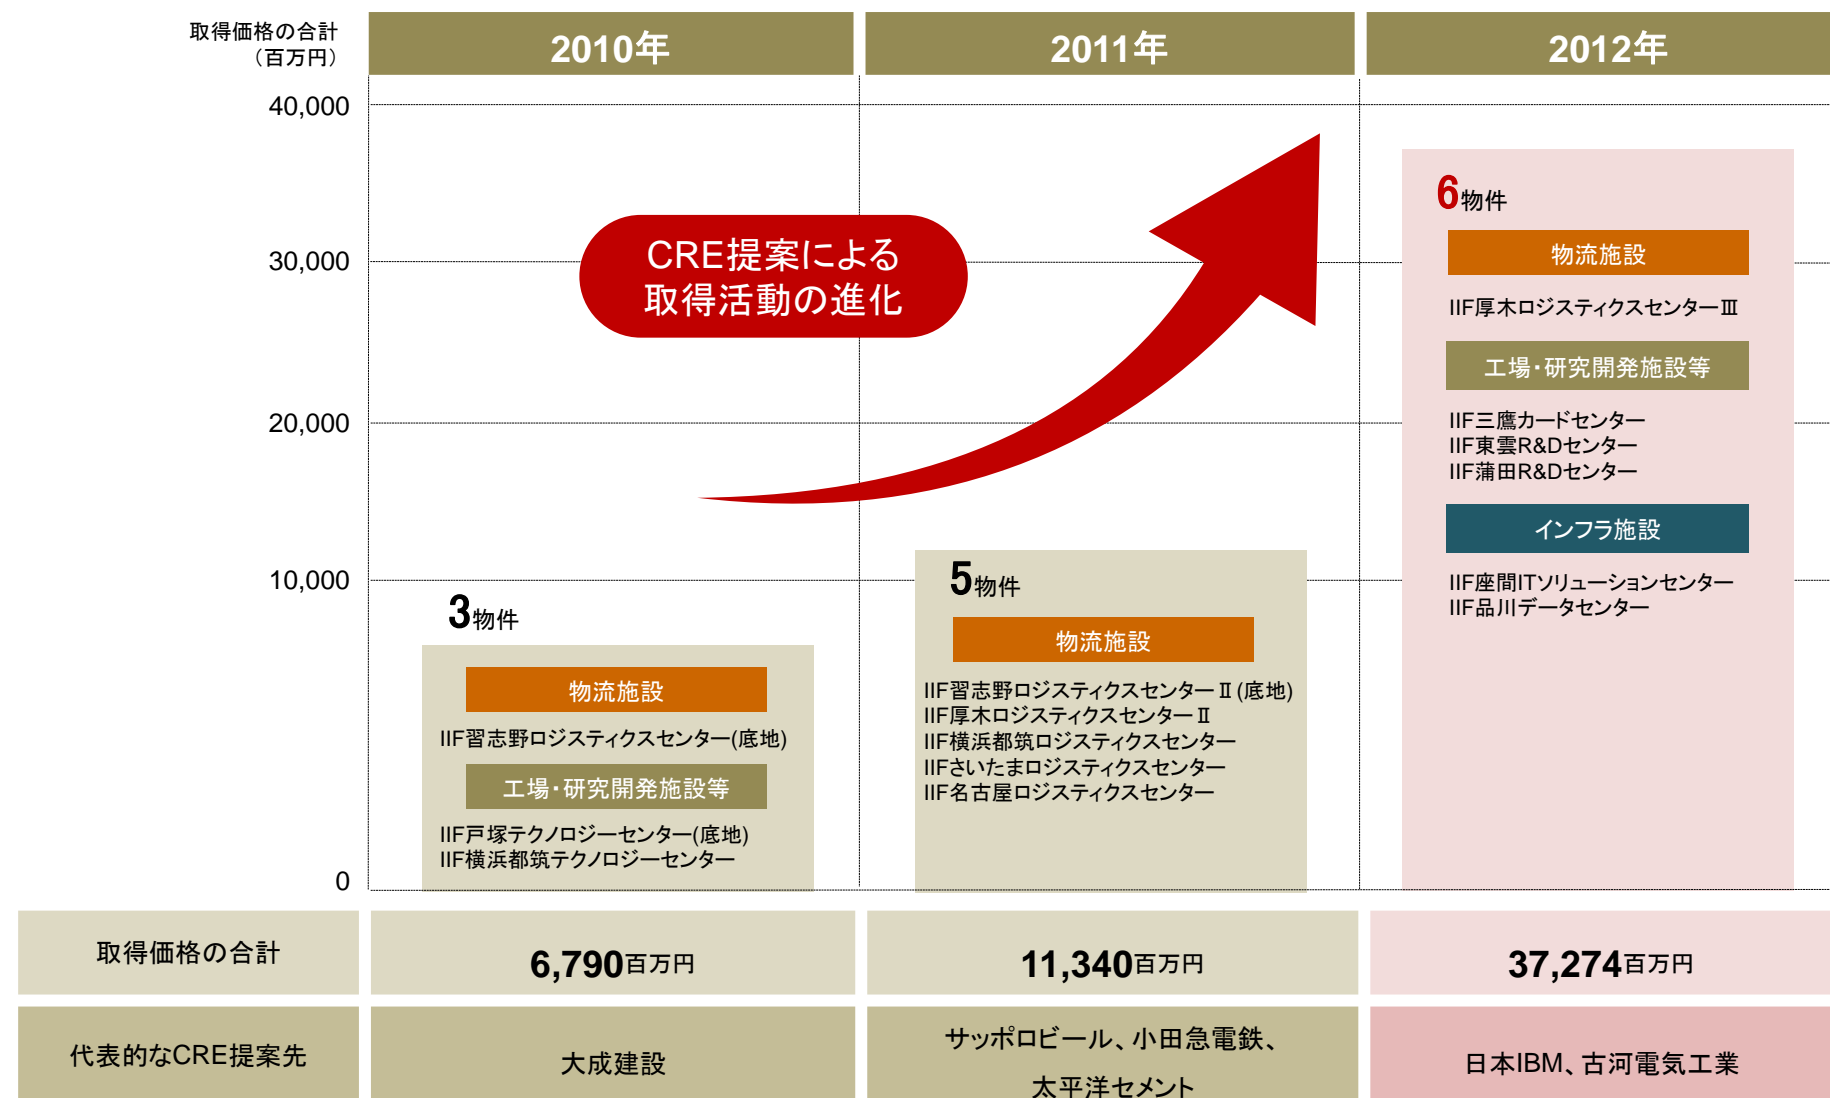 取得価格の合計
（百万円）
2010年
2011年
2012年
40,000
30,000
20,000
10,000
0
CRE提案による
取得活動の進化
3物件
物流施設
IIF習志野ロジスティクスセンター(底地)
工場・研究開発施設等
IIF戸塚テクノロジーセンター(底地)
IIF横浜都筑テクノロジーセンター
5物件
物流施設
IIF習志野ロジスティクスセンターⅡ(底地)
IIF厚木ロジスティクスセンターⅡ
IIF横浜都筑ロジスティクスセンター
IIFさいたまロジスティクスセンター
IIF名古屋ロジスティクスセンター
6物件
物流施設
IIF厚木ロジスティクスセンターⅢ
工場・研究開発施設等
IIF三鷹カードセンター
IIF東雲R&Dセンター
IIF蒲田R&Dセンター
インフラ施設
IIF座間ITソリューションセンター
IIF品川データセンター
取得価格の合計
6,790百万円
11,340百万円
37,274百万円
代表的なCRE提案先
大成建設
サッポロビール、小田急電鉄、
太平洋セメント
日本IBM、古河電気工業